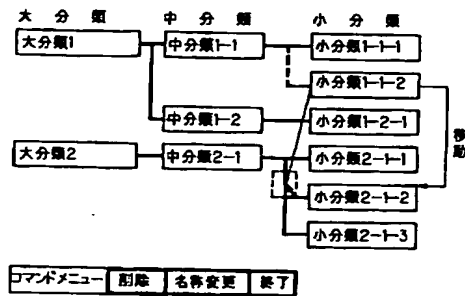 大分類 中分類 小分類
大分類1 中分類1-1 小分類1-1-1
小分類1-1-2
中分類1-2 小分類1-2-1
移動
大分類2 中分類2-1 小分類2-1-1
小分類2-1-2
小分類2-1-3
コマンドメニュー 削除 名称変更 終了